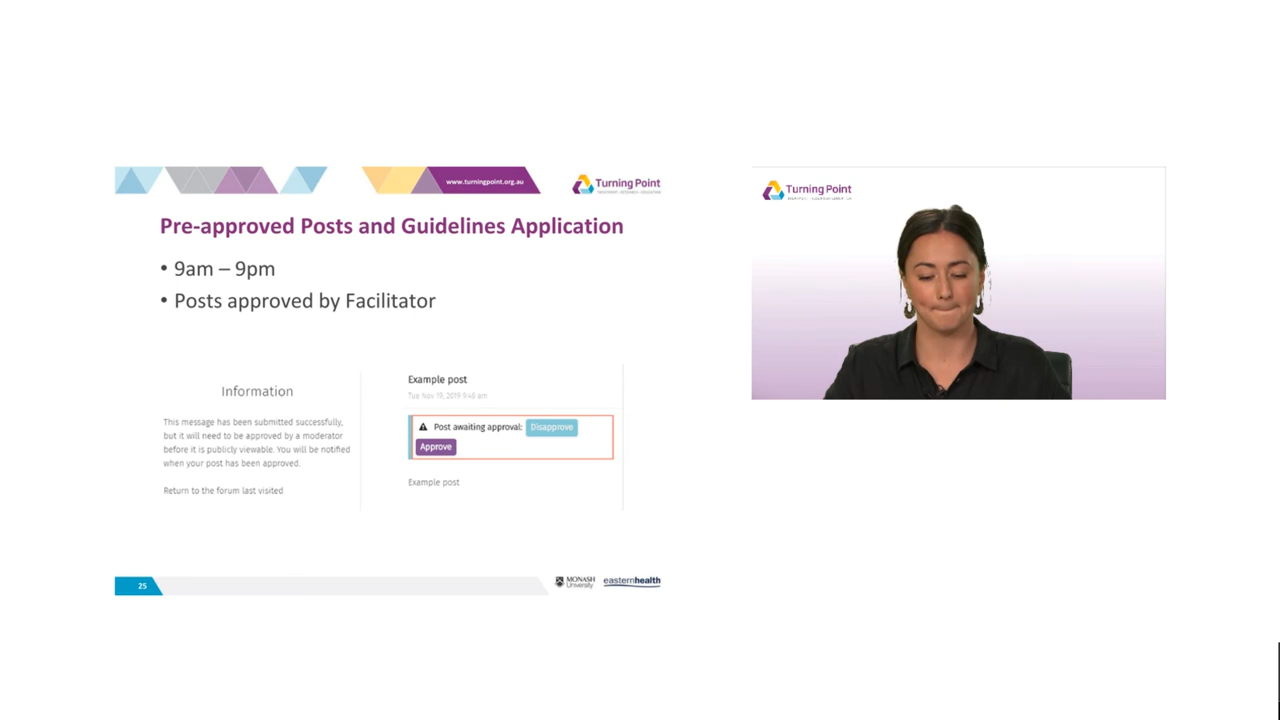 www.turningpoint.org.au
Turning Point
Pre-approved Posts and Guidelines Application
• 9am – 9pm
• Posts approved by Facilitator
Information
This message has been submitted successfully,
but it will need to be approved by a moderator
before it is publicly viewable. You will be notified
when your post has been approved.
Return to the forum last visited
Example post
Tue Nov 19, 2019 9:46 am
Post awaiting approval: Disapprove
Approve
Example post
25
MONASH
University
easternhealth
Turning Point